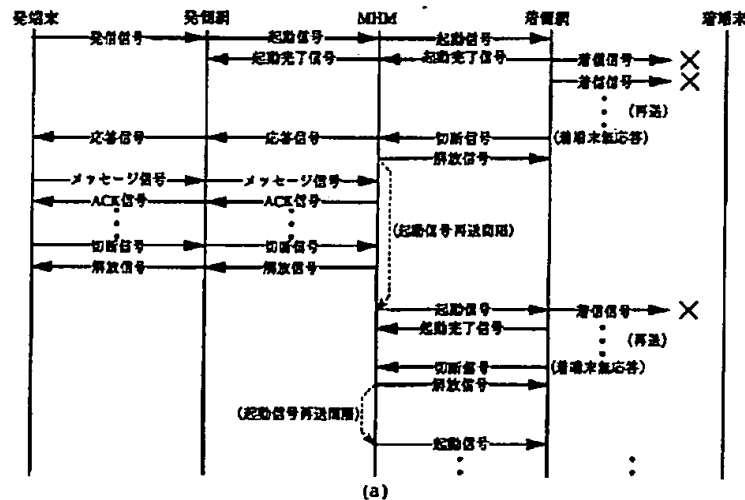 発端末 発側網 MHM 着側網 着端末
発信信号 起動信号 起動信号
起動完了信号 起動完了信号 着信信号
着信信号
(再送)
応答信号 応答信号 切断信号 (着端末無応答)
解放信号
メッセージ信号 メッセージ信号
ACK信号 ACK信号
(起動信号再送間隔)
切断信号 切断信号
解放信号 解放信号
起動信号 着信信号
起動完了信号
(再送)
切断信号 (着端末無応答)
解放信号
(起動信号再送間隔)
起動信号
(a)